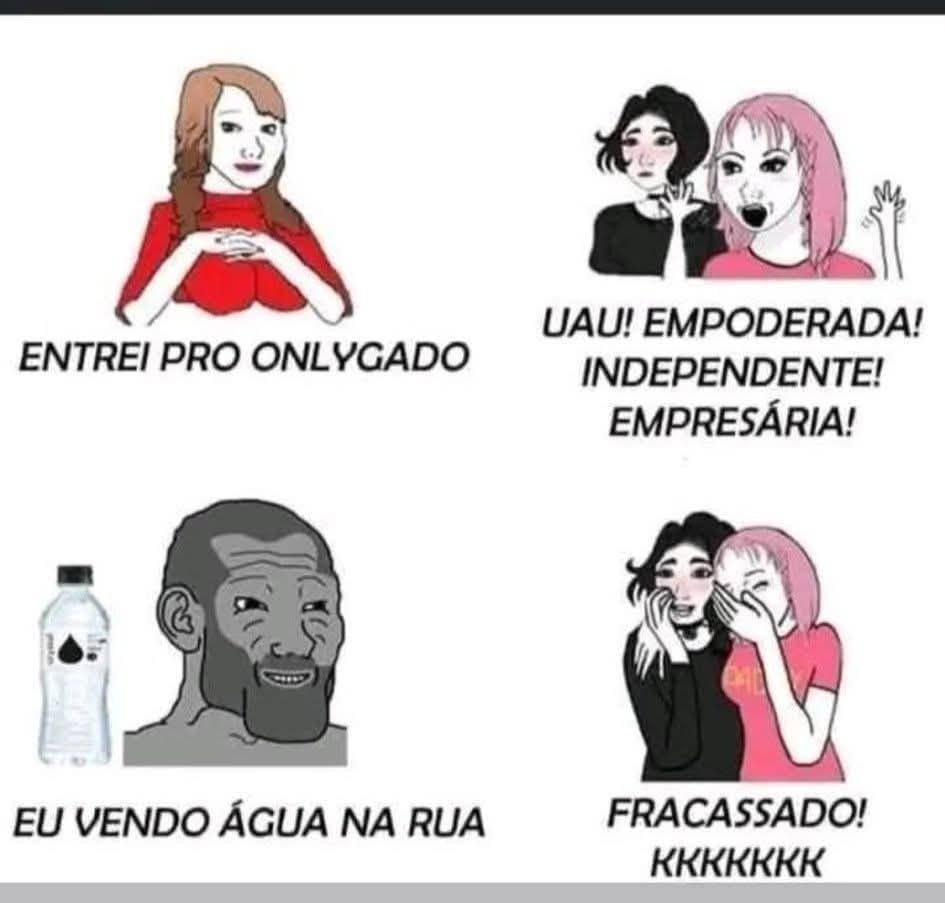 ENTREI PRO ONLYGADO
UAU! EMPODERADA!
INDEPENDENTE!
EMPRESÁRIA!
EU VENDO ÁGUA NA RUA
FRACASSADO!
KKKKKKK